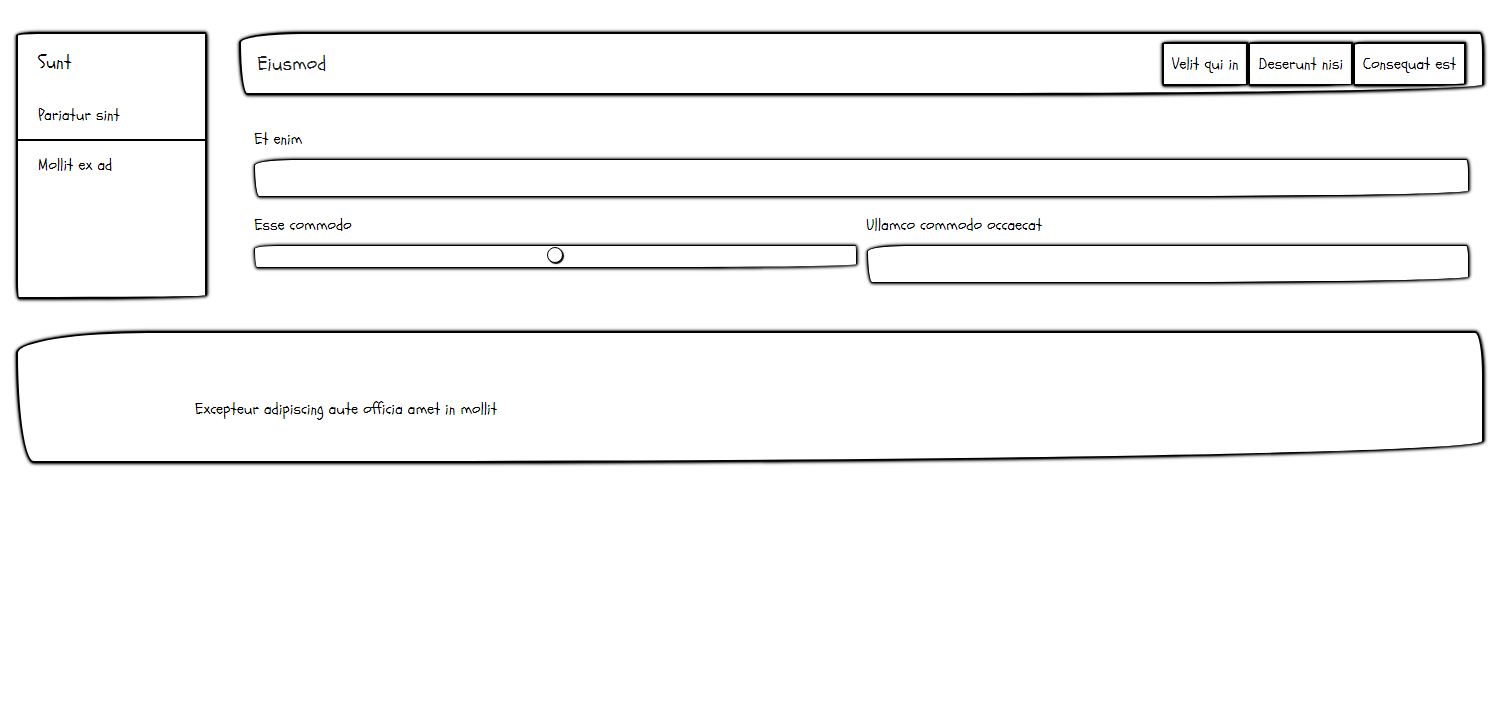 Sunt
Pariatur sint
Mollit ex ad
Eiusmod
Velit qui in
Deserunt nisi
Consequat est
Et enim
Esse commodo
Ullamco commodo occaecat
Excepteur adipiscing aute officia amet in mollit